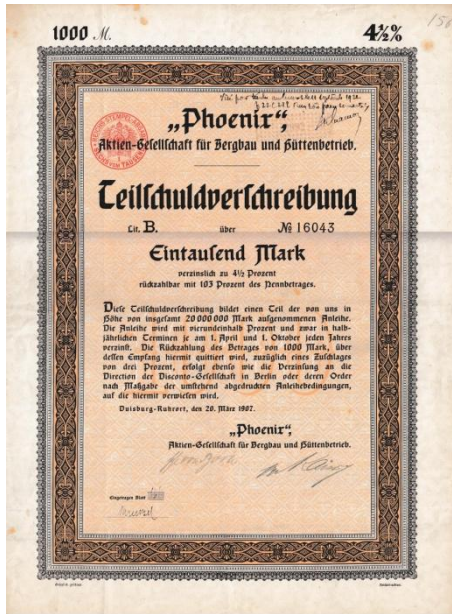 1000 M.
4½%
„Phoenix“,
Aktien-Gesellschaft für Bergbau und Hüttenbetrieb.
Teilschuldverschreibung
Lit. B. über № 16043
Eintausend Mark
verzinslich zu 4½ Prozent
rückzahlbar mit 103 Prozent des Nennbetrages.
Diese Teilschuldverschreibung bildet einen Teil der von uns in
Höhe von insgesamt 20 000 000 Mark aufgenommenen Anleihe.
Die Anleihe wird mit viereinhalb Prozent und zwar in halb-
jährlichen Terminen je am 1. April und 1. Oktober jeden Jahres
verzinst. Die Rückzahlung des Betrages von 1000 Mark, über
dessen Empfang hiermit quittiert wird, zuzüglich eines Zuschlages
von drei Prozent, erfolgt ebenso wie die Verzinsung an die
Direction der Disconto-Gesellschaft in Berlin oder deren Order
nach Maßgabe der umstehend abgedruckten Anleihebedingungen,
auf die hiermit verwiesen wird.
Duisburg-Ruhrort, den 20. März 1907.
„Phoenix“,
Aktien-Gesellschaft für Bergbau und Hüttenbetrieb.
Eingetragen Blatt